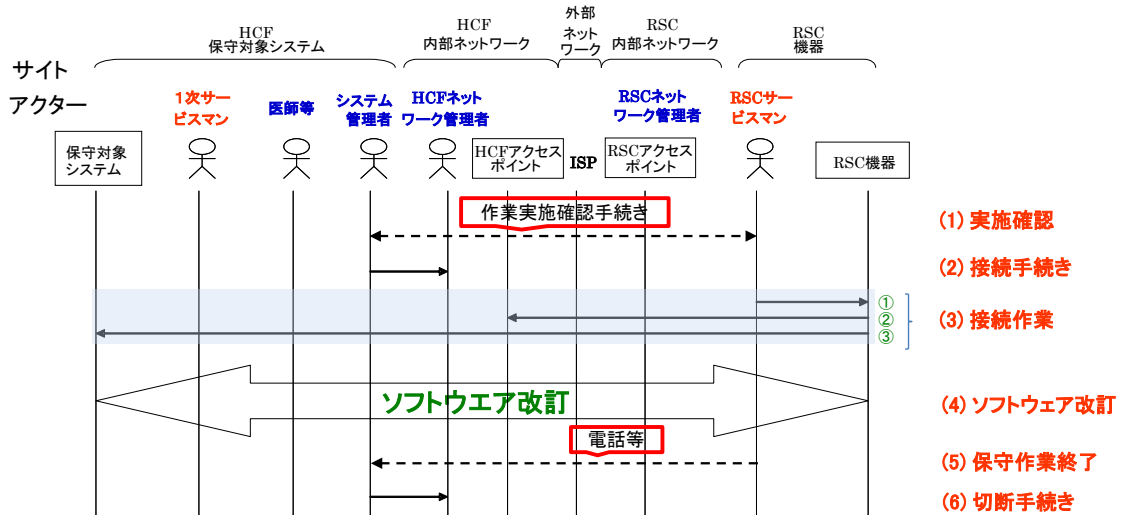 HCF
保守対象システム
HCF
内部ネットワーク
外部
ネット
ワーク
RSC
内部ネットワーク
RSC
機器
サイト
アクター
1次サー
ビスマン
医師等
システム
管理者
HCFネット
ワーク管理者
RSCネット
ワーク管理者
RSCサー
ビスマン
保守対象
システム
HCFアクセス
ポイント
ISP
RSCアクセス
ポイント
RSC機器
作業実施確認手続き
(1) 実施確認
(2) 接続手続き
①
②
③
(3) 接続作業
ソフトウエア改訂
(4) ソフトウェア改訂
電話等
(5) 保守作業終了
(6) 切断手続き